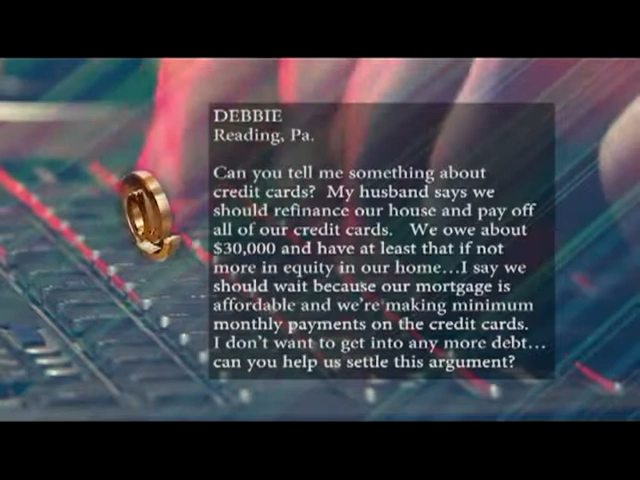 DEBBIE
Reading, Pa.
Can you tell me something about
credit cards? My husband says we
should refinance our house and pay off
all of our credit cards. We owe about
$30,000 and have at least that if not
more in equity in our home…I say we
should wait because our mortgage is
affordable and we're making minimum
monthly payments on the credit cards.
I don't want to get into any more debt…
can you help us settle this argument?